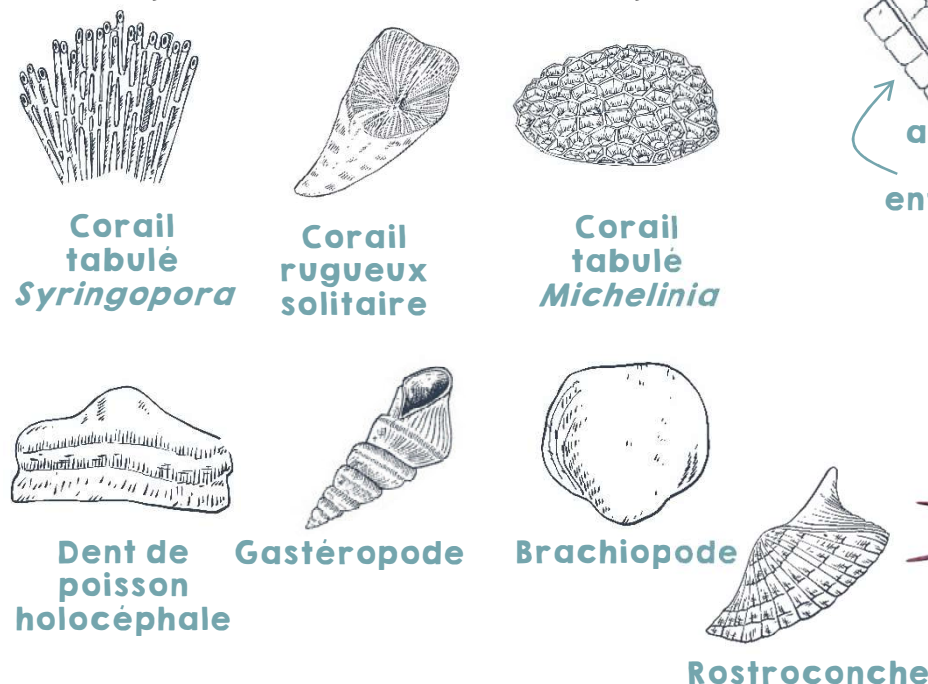 Corail
tabulé
Syringopora
Corail
rugueux
solitaire
Corail
tabulé
Michelinia
Dent de
poisson
holocéphale
Gastéropode
Brachiopode
Rostroconche